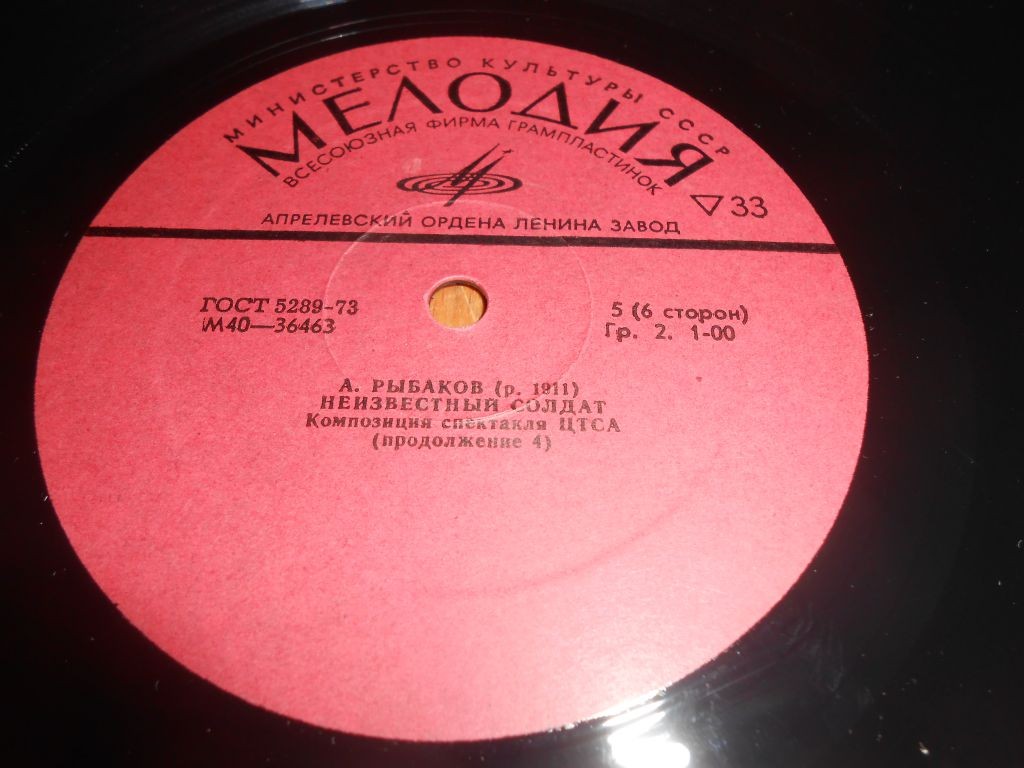 МИНИСТЕРСТВО КУЛЬТУРЫ СССР
МЕЛОДИЯ
ВСЕСОЮЗНАЯ ФИРМА ГРАМПЛАСТИНОК
▽33
АПРЕЛЕВСКИЙ ОРДЕНА ЛЕНИНА ЗАВОД
ГОСТ 5289-73
М40—36463
5 (6 сторон)
Гр. 2. 1-00
А. РЫБАКОВ (р. 1911)
НЕИЗВЕСТНЫЙ СОЛДАТ
Композиция спектакля ЦТСА
(продолжение 4)